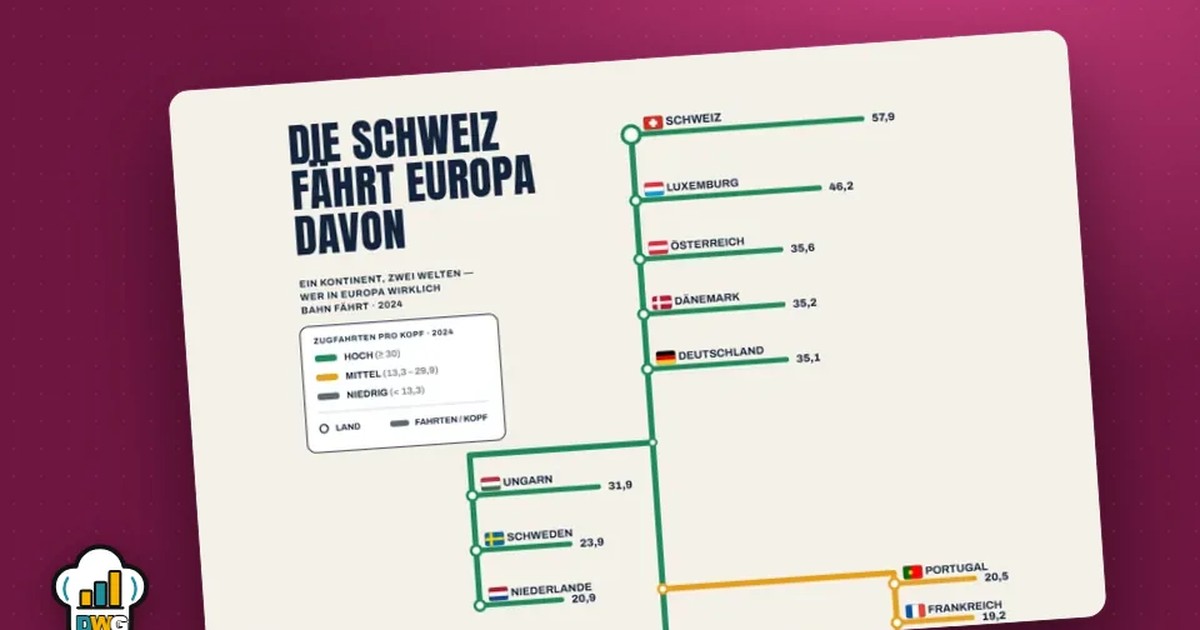 DIE SCHWEIZ
FÄHRT EUROPA
DAVON
EIN KONTINENT, ZWEI WELTEN —
WER IN EUROPA WIRKLICH
BAHN FÄHRT · 2024
ZUGFAHRTEN PRO KOPF · 2024
HOCH (≥ 30)
MITTEL (13,3 – 29,9)
NIEDRIG (< 13,3)
LAND FAHRTEN / KOPF
SCHWEIZ 57,9
LUXEMBURG 46,2
ÖSTERREICH 35,6
DÄNEMARK 35,2
DEUTSCHLAND 35,1
UNGARN 31,9
SCHWEDEN 23,9
NIEDERLANDE 20,9
PORTUGAL 20,5
FRANKREICH 19,2
DWG